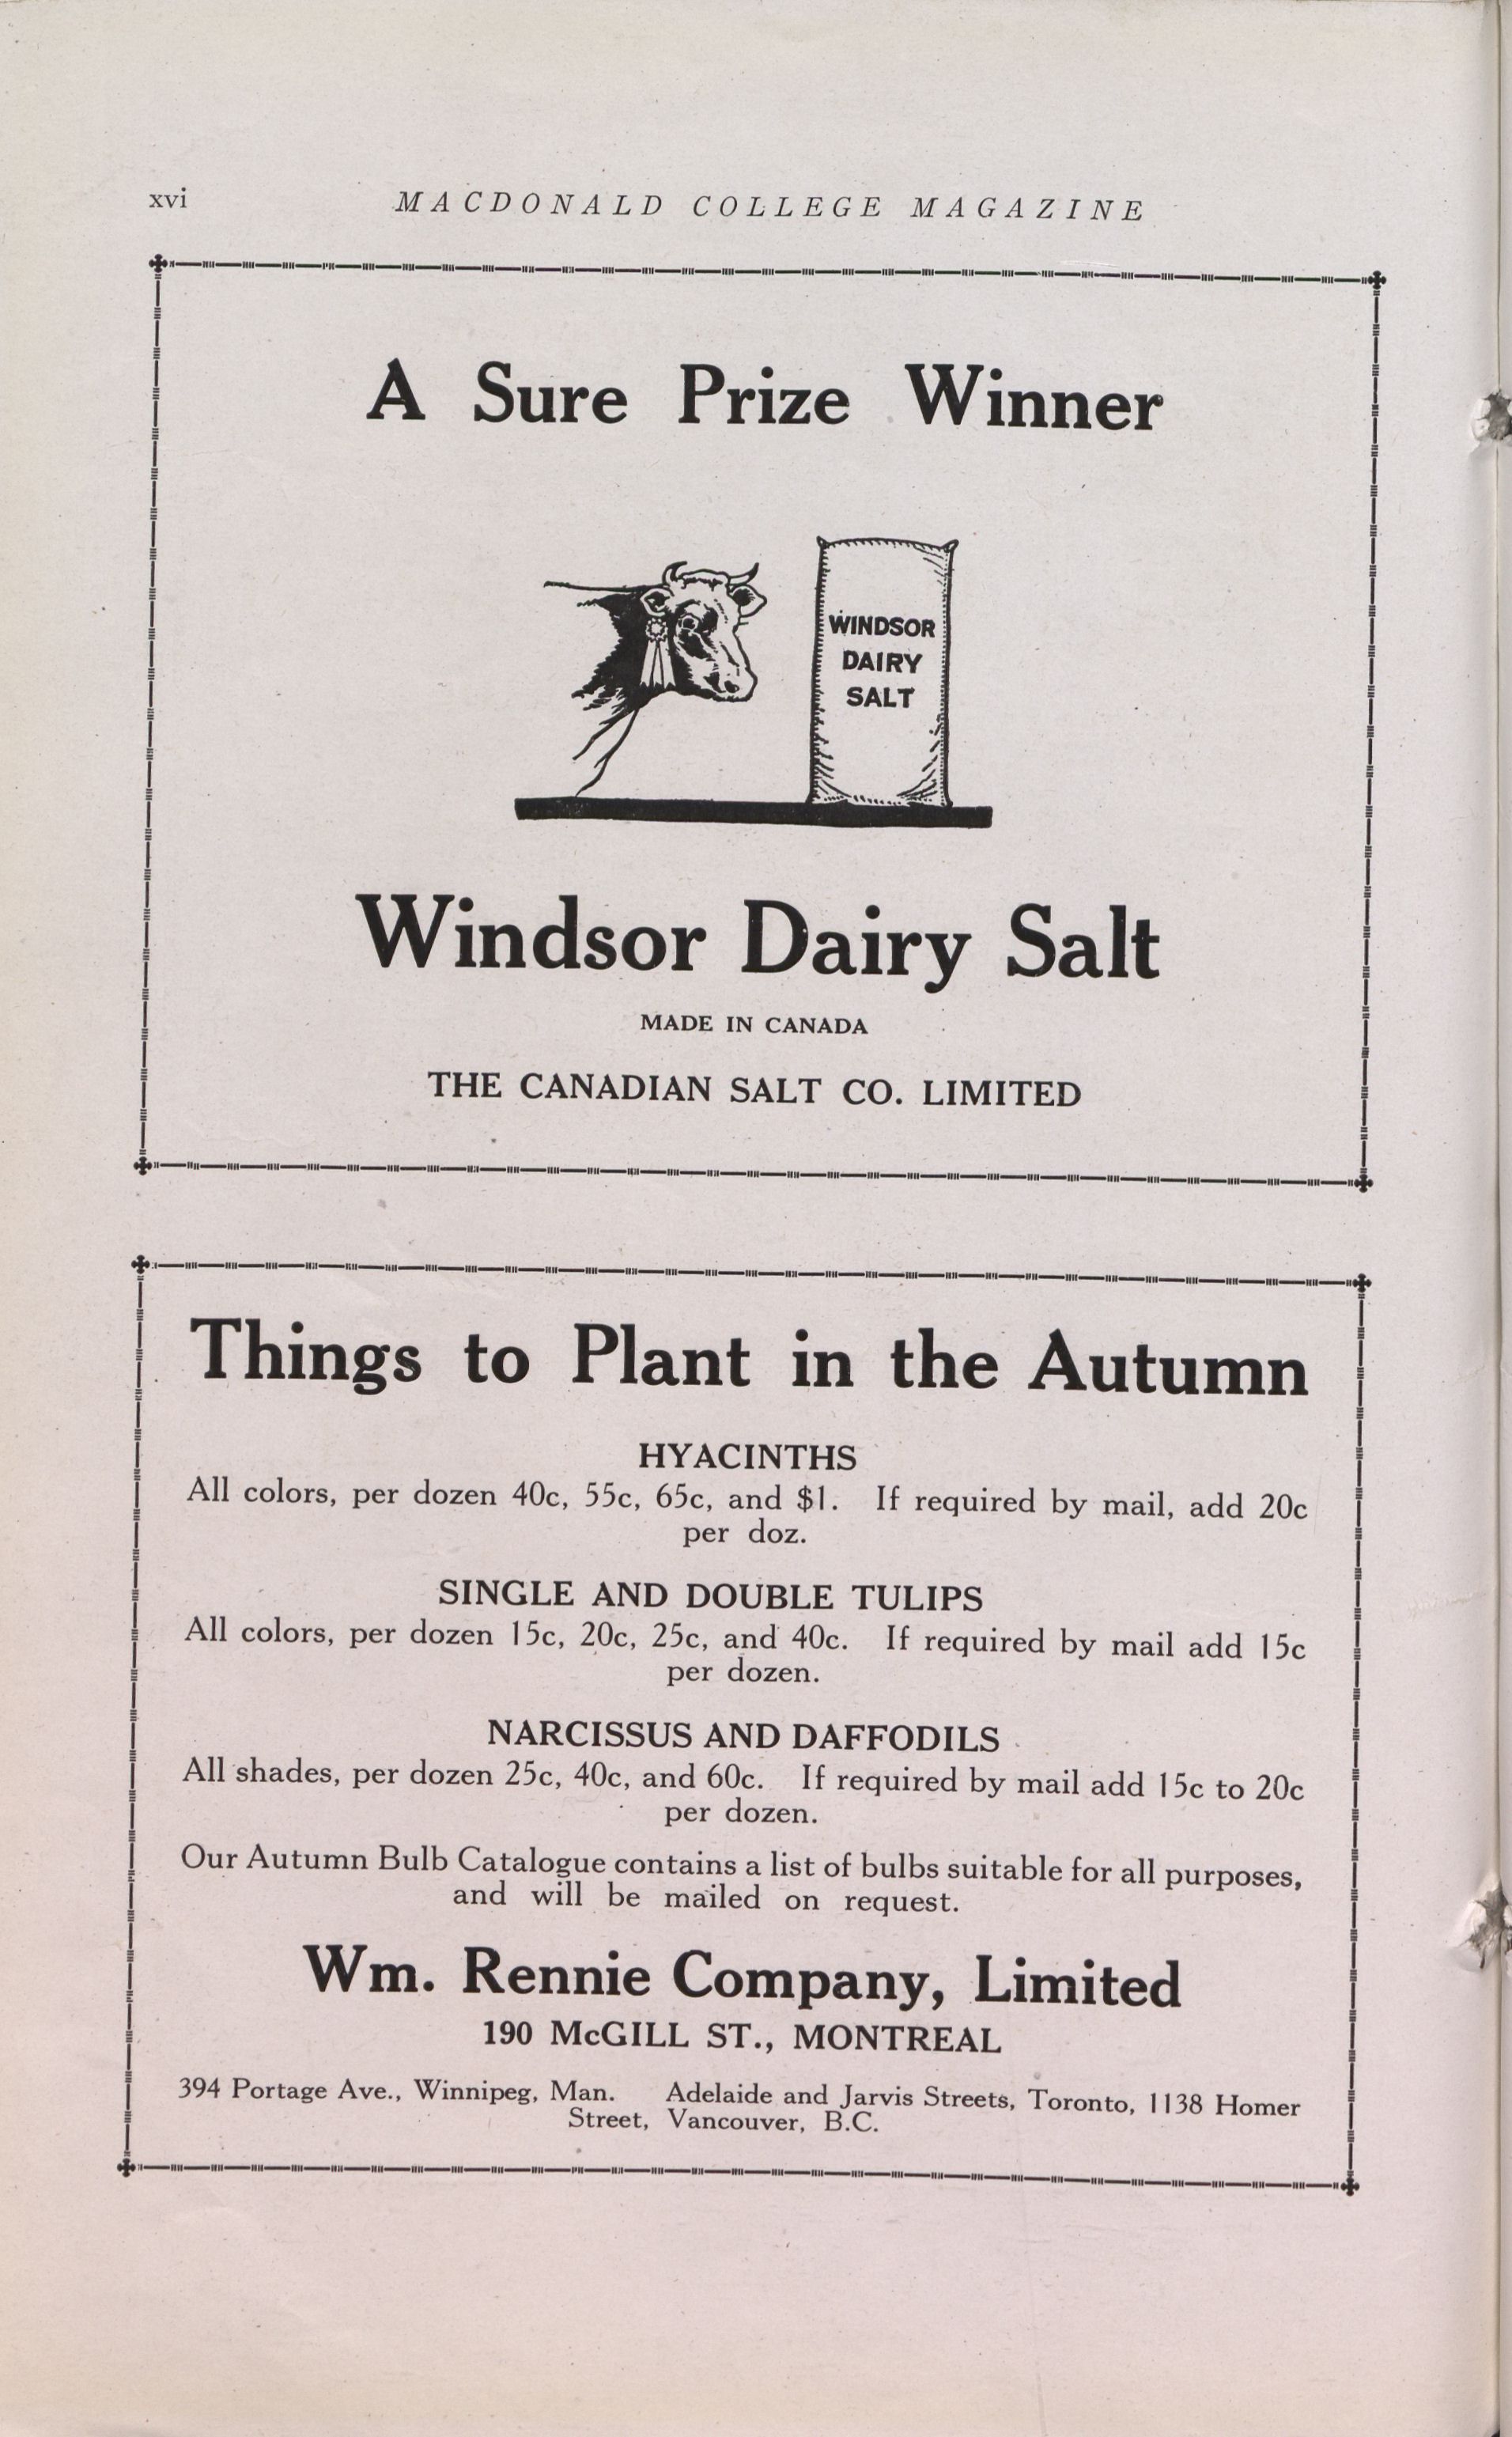 xvi
MACDONALD COLLEGE MAGAZINE
A Sure Prize Winner
WINDSOR
DAIRY
SALT
Windsor Dairy Salt
MADE IN CANADA
THE CANADIAN SALT CO. LIMITED
Things to Plant in the Autumn
HYACINTHS
All colors, per dozen 40c, 55c, 65c, and $1. If required by mail, add 20c
per doz.
SINGLE AND DOUBLE TULIPS
All colors, per dozen 15c, 20c, 25c, and 40c. If required by mail add 15c
per dozen.
NARCISSUS AND DAFFODILS
All shades, per dozen 25c, 40c, and 60c. If required by mail add 15c to 20c
per dozen.
Our Autumn Bulb Catalogue contains a list of bulbs suitable for all purposes,
and will be mailed on request.
Wm. Rennie Company, Limited
190 McGILL ST., MONTREAL
394 Portage Ave., Winnipeg, Man. Adelaide and Jarvis Streets, Toronto, 1138 Homer
Street, Vancouver, B.C.